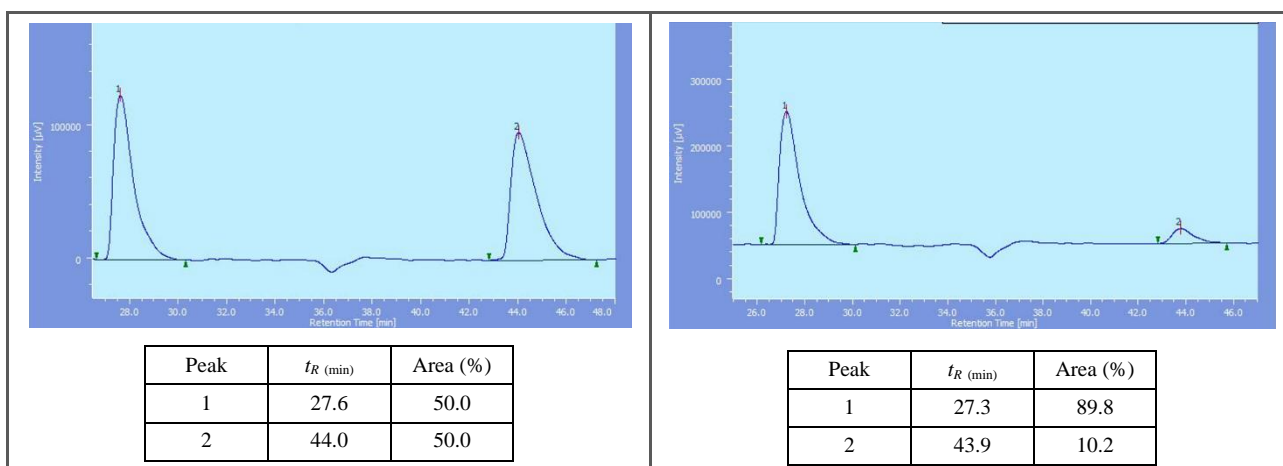 1
2
100000
0
Intensity [µV]
28.0 30.0 32.0 34.0 36.0 38.0 40.0 42.0 44.0 46.0 48.0
Retention Time [min]
Peak tR (min) Area (%)
1 27.6 50.0
2 44.0 50.0
1
2
300000
200000
100000
0
Intensity [µV]
26.0 28.0 30.0 32.0 34.0 36.0 38.0 40.0 42.0 44.0 46.0
Retention Time [min]
Peak tR (min) Area (%)
1 27.3 89.8
2 43.9 10.2